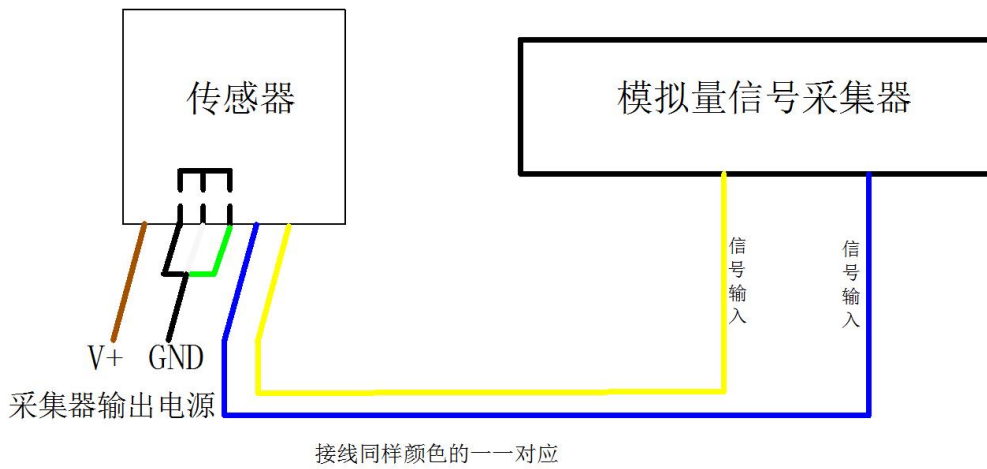 传感器
模拟量信号采集器
信号输入
信号输入
V+ GND
采集器输出电源
接线同样颜色的一一对应